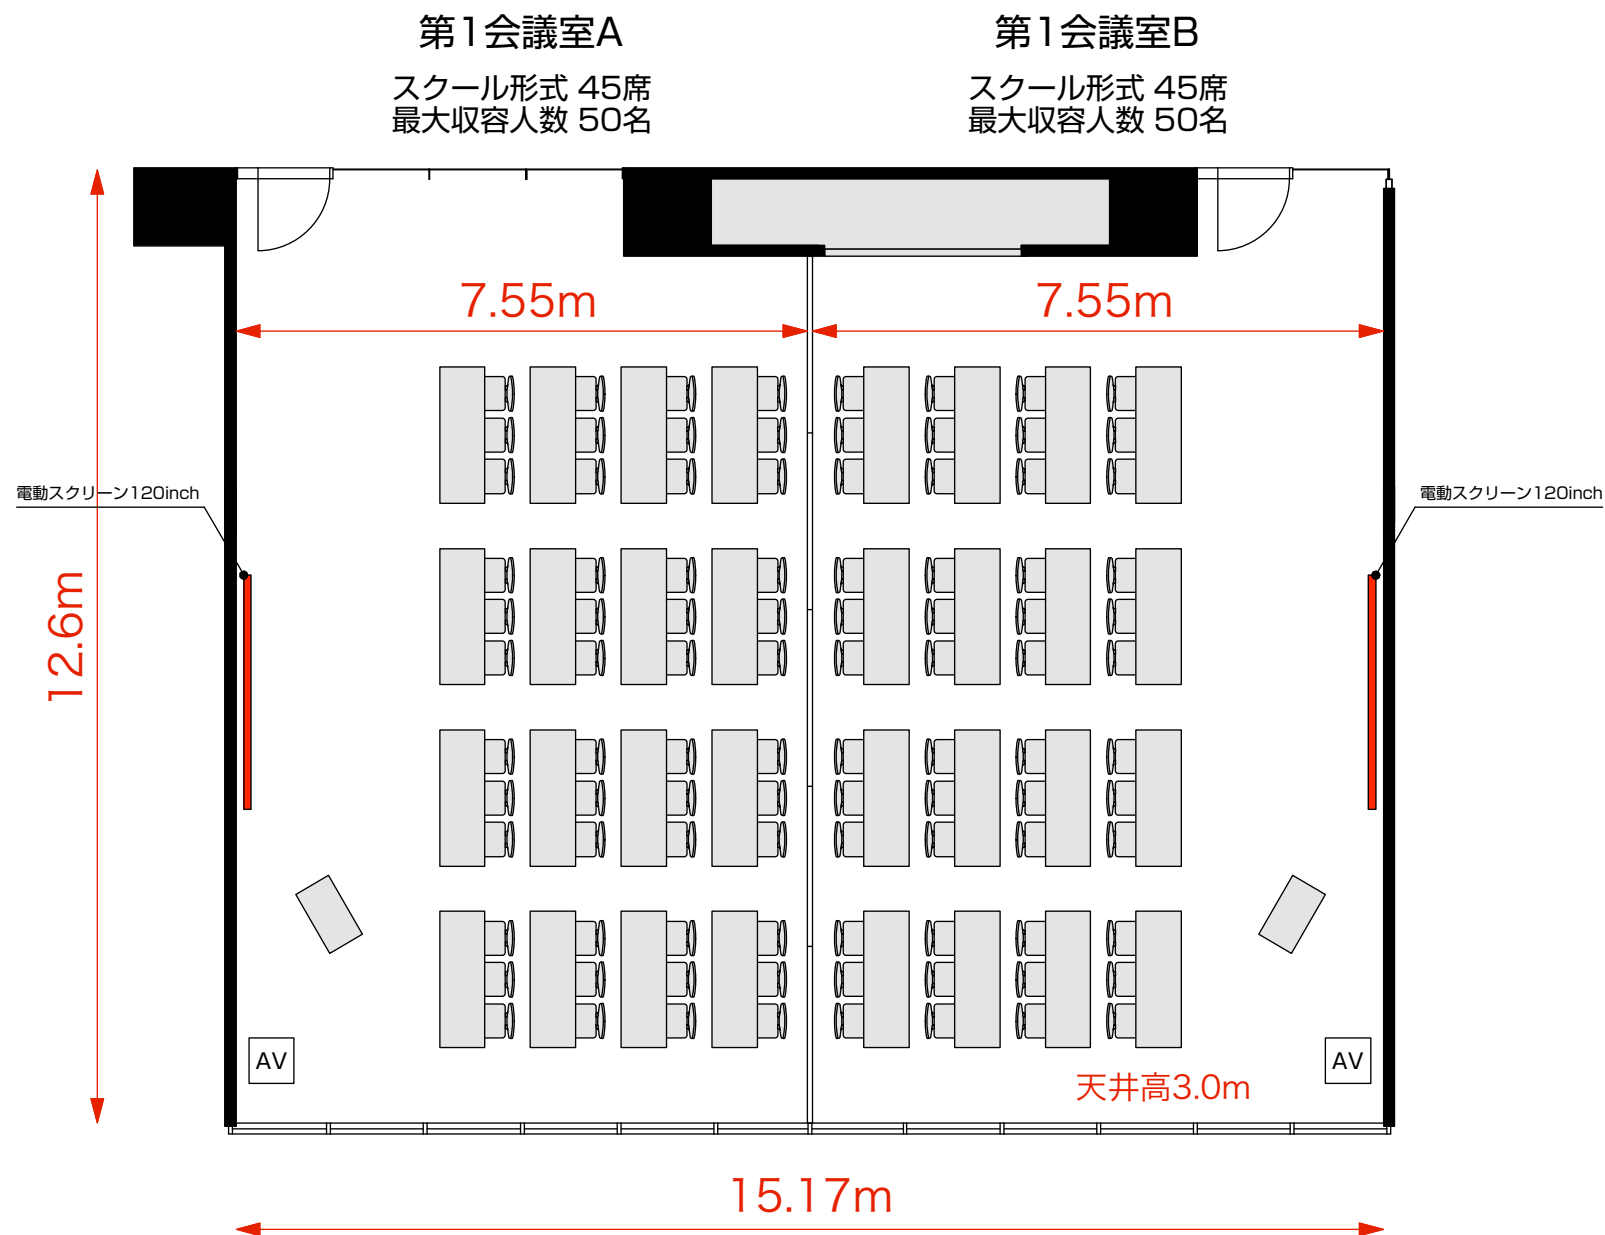 第1会議室A
スクール形式 45席
最大収容人数 50名
第1会議室B
スクール形式 45席
最大収容人数 50名
7.55m
7.55m
電動スクリーン120inch
電動スクリーン120inch
12.6m
AV
AV
天井高3.0m
15.17m